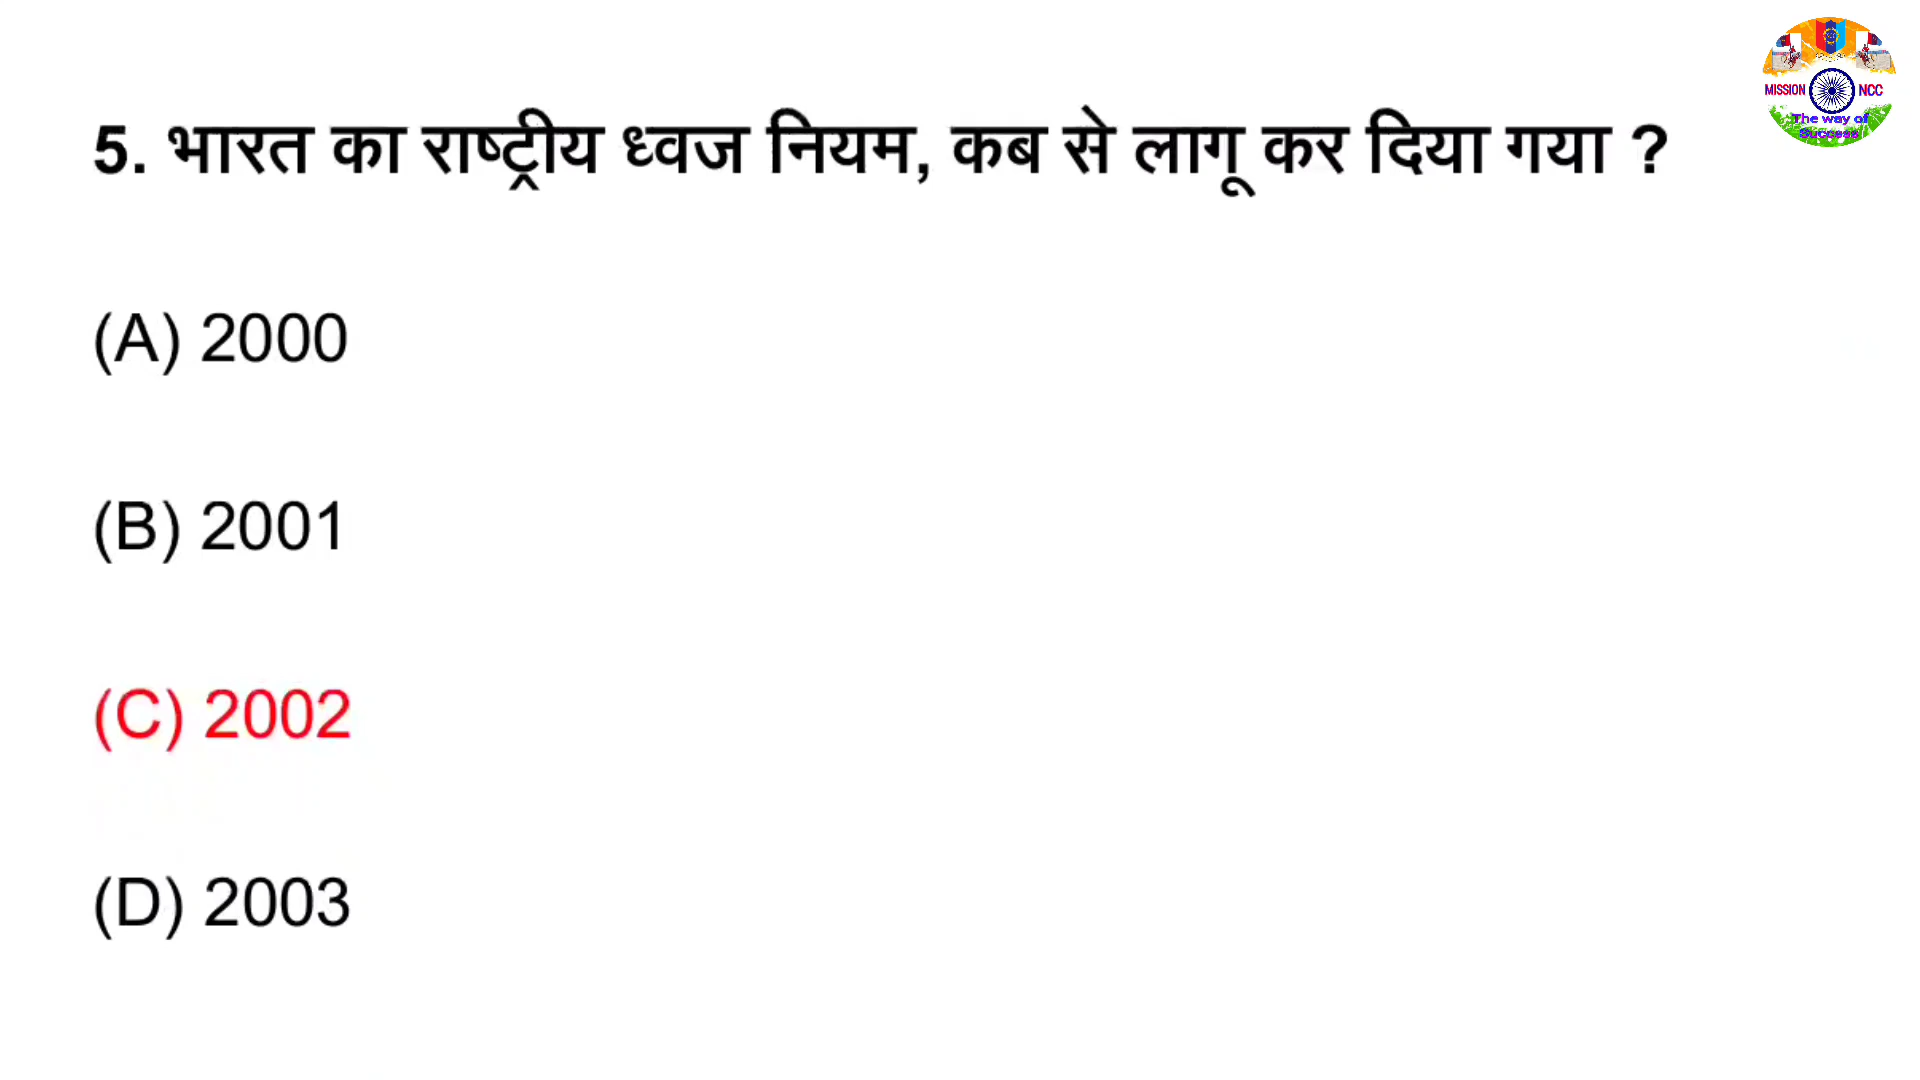 5. भारत का राष्ट्रीय ध्वज नियम, कब से लागू कर दिया गया ?
(A) 2000
(B) 2001
(C) 2002
(D) 2003
MISSION NCC
The way of
Success